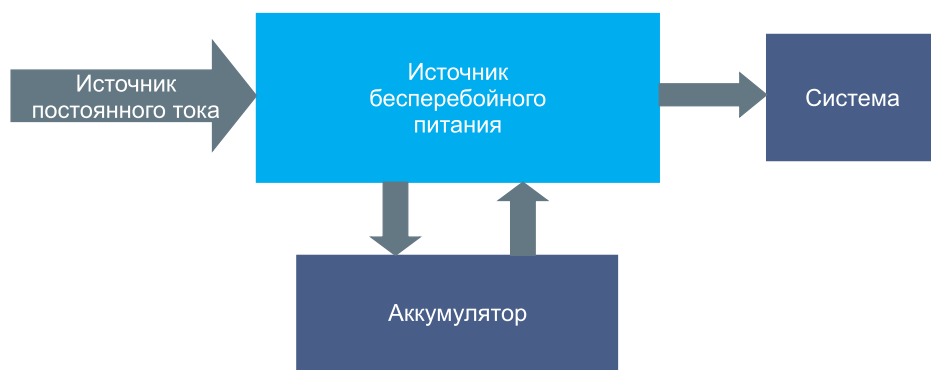 Источник
постоянного тока
Источник
бесперебойного
питания
Система
Аккумулятор